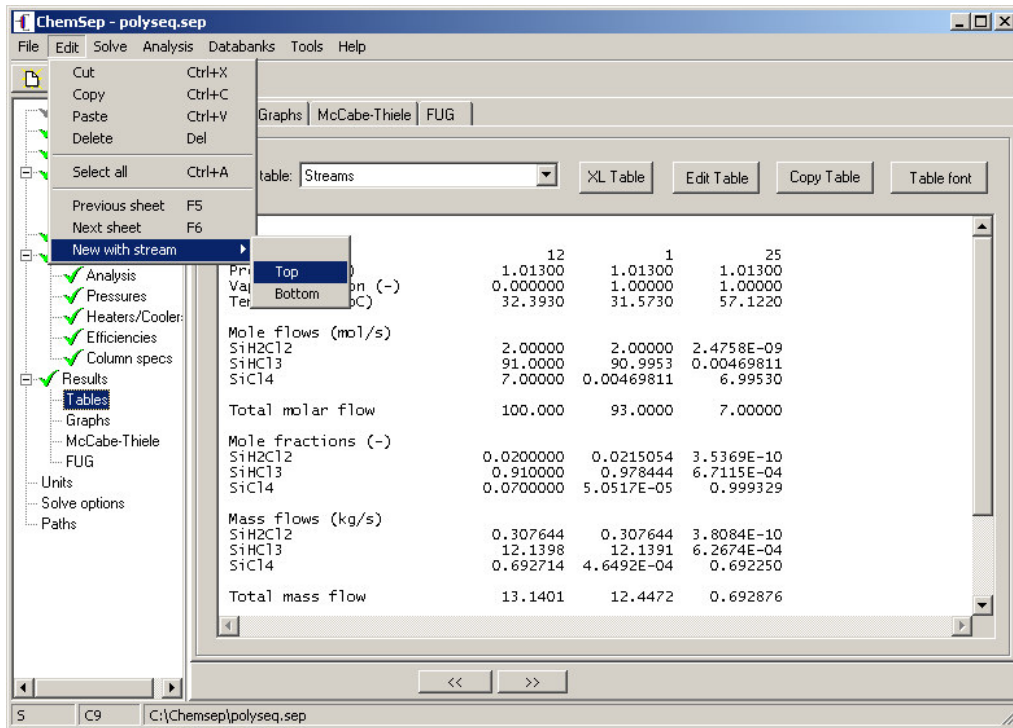 ChemSep - polyseq.sep
File Edit Solve Analysis Databanks Tools Help
Cut Ctrl+X
Copy Ctrl+C
Paste Ctrl+V
Delete Del
Select all Ctrl+A
Previous sheet F5
Next sheet F6
New with stream
Top
Bottom
Graphs McCabe-Thiele FUG
table: Streams XL Table Edit Table Copy Table Table font
12 1 25
1.01300 1.01300 1.01300
(-) 0.000000 1.00000 1.00000
32.3930 31.5730 57.1220
Mole flows (mol/s)
SiH2Cl2 2.00000 2.00000 2.4758E-09
SiHCl3 91.0000 90.9953 0.00469811
SiCl4 7.00000 0.00469811 6.99530
Total molar flow 100.000 93.0000 7.00000
Mole fractions (-)
SiH2Cl2 0.0200000 0.0215054 3.5369E-10
SiHCl3 0.910000 0.978444 6.7115E-04
SiCl4 0.0700000 5.0517E-05 0.999329
Mass flows (kg/s)
SiH2Cl2 0.307644 0.307644 3.8084E-10
SiHCl3 12.1398 12.1391 6.2674E-04
SiCl4 0.692714 4.6492E-04 0.692250
Total mass flow 13.1401 12.4472 0.692876
Analysis
Pressures
Heaters/Cooler
Efficiencies
Column specs
Results
Tables
Graphs
McCabe-Thiele
FUG
Units
Solve options
Paths
<< >>
S C9 C:\Chemsep\polyseq.sep